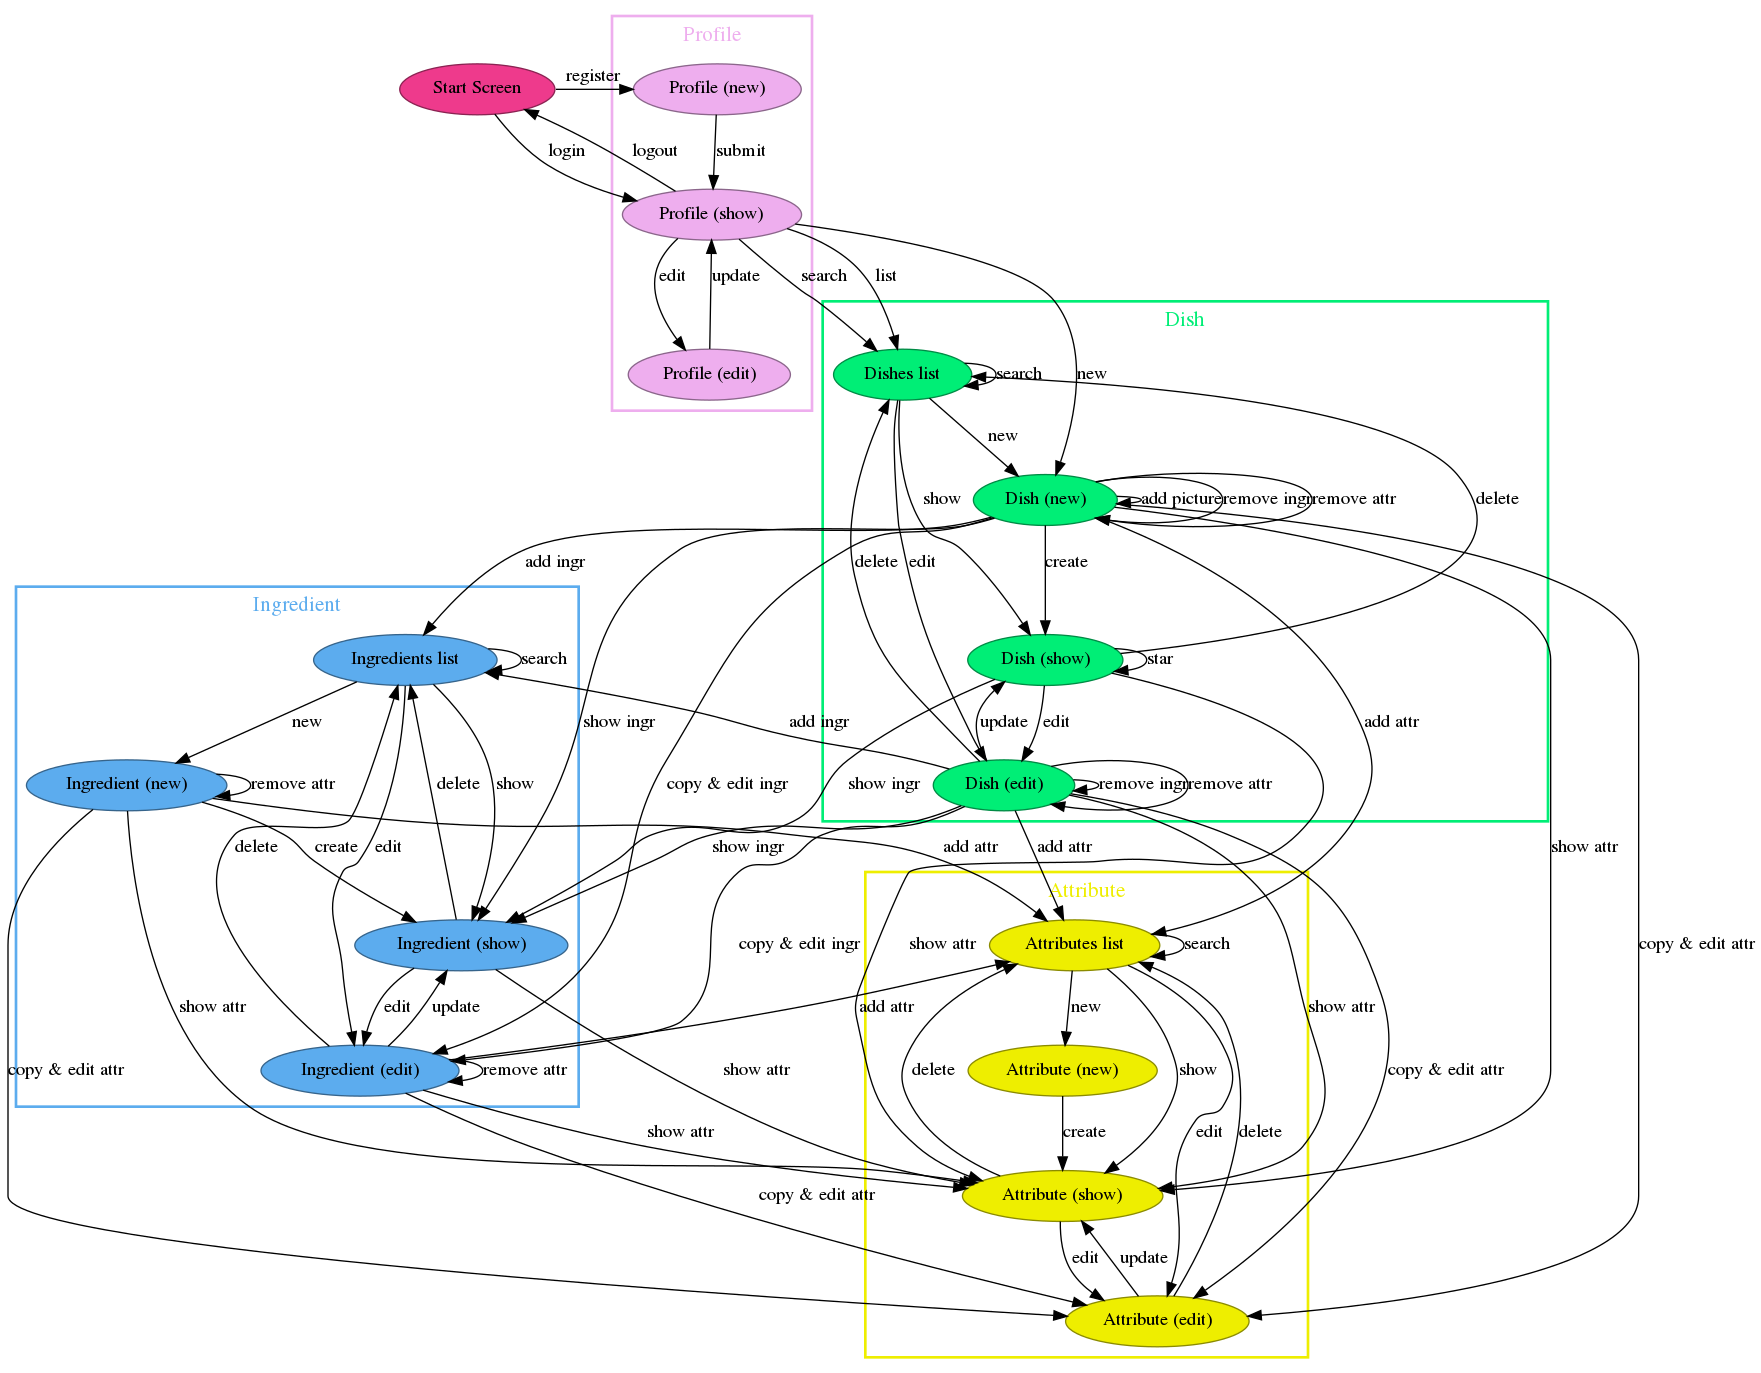 Profile
Start Screen
register
Profile (new)
login
logout
submit
Profile (show)
edit
update
search
list
Dish
Profile (edit)
Dishes list
search
new
new
show
Dish (new)
add picture
remove ingr
remove attr
delete
add ingr
delete
edit
create
Ingredient
Ingredients list
search
Dish (show)
star
new
show ingr
add ingr
update
edit
add attr
Ingredient (new)
remove attr
delete
show
copy & edit ingr
show ingr
Dish (edit)
remove ingr
remove attr
delete
edit
create
show ingr
add attr
add attr
show attr
Attribute
Ingredient (show)
copy & edit ingr
show attr
Attributes list
search
copy & edit attr
show attr
edit
update
add attr
new
show attr
copy & edit attr
Ingredient (edit)
remove attr
show attr
delete
Attribute (new)
show
copy & edit attr
show attr
create
edit
delete
copy & edit attr
Attribute (show)
edit
update
Attribute (edit)